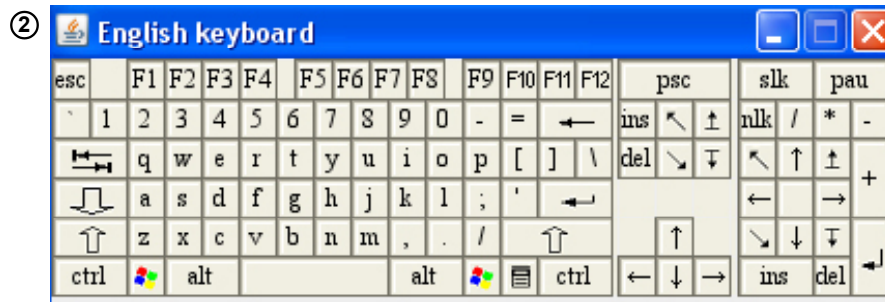 ② English keyboard
esc F1 F2 F3 F4 F5 F6 F7 F8 F9 F10 F11 F12 psc slk pau
` 1 2 3 4 5 6 7 8 9 0 - = ← ins ↖ ↥ nlk / * -
q w e r t y u i o p [ ] \ del ↘ ↧ ↖ ↑ ↥ +
a s d f g h j k l ; ' ← →
z x c v b n m , . / ⇧ ↑ ↘ ↓ ↧
ctrl alt alt ctrl ← ↓ → ins del